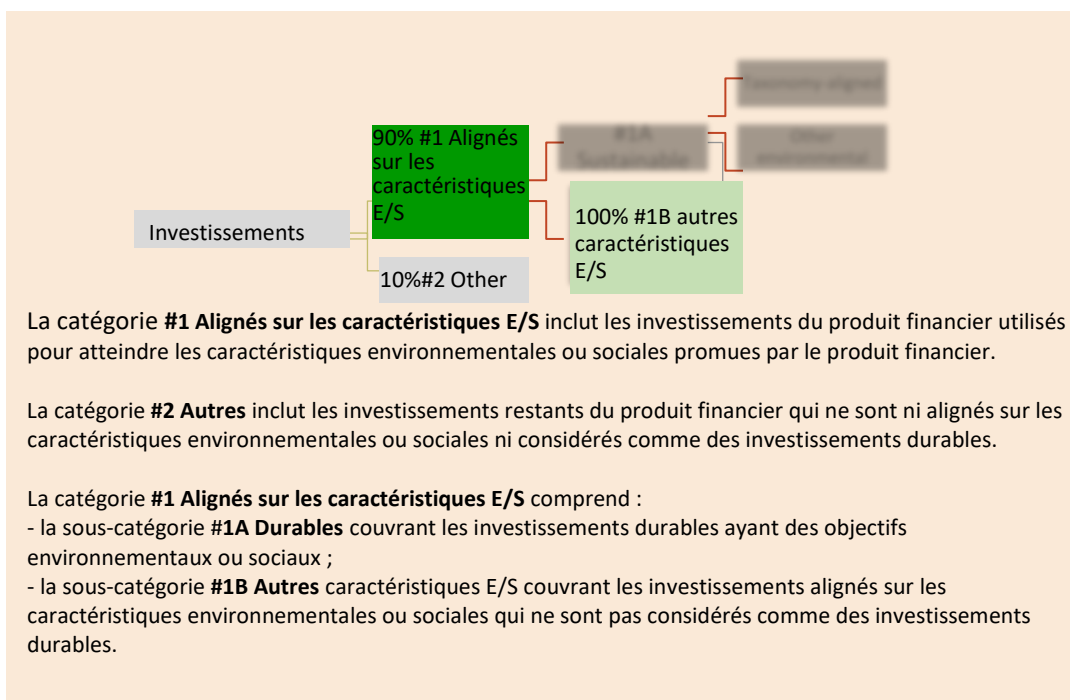 Taxonomy-aligned
90% #1 Alignés
sur les
caractéristiques
E/S
#1A
Sustainable
Other
environmental
Investissements
100% #1B autres
caractéristiques
E/S
10%#2 Other
La catégorie #1 Alignés sur les caractéristiques E/S inclut les investissements du produit financier utilisés
pour atteindre les caractéristiques environnementales ou sociales promues par le produit financier.
La catégorie #2 Autres inclut les investissements restants du produit financier qui ne sont ni alignés sur les
caractéristiques environnementales ou sociales ni considérés comme des investissements durables.
La catégorie #1 Alignés sur les caractéristiques E/S comprend :
- la sous-catégorie #1A Durables couvrant les investissements durables ayant des objectifs
environnementaux ou sociaux ;
- la sous-catégorie #1B Autres caractéristiques E/S couvrant les investissements alignés sur les
caractéristiques environnementales ou sociales qui ne sont pas considérés comme des investissements
durables.